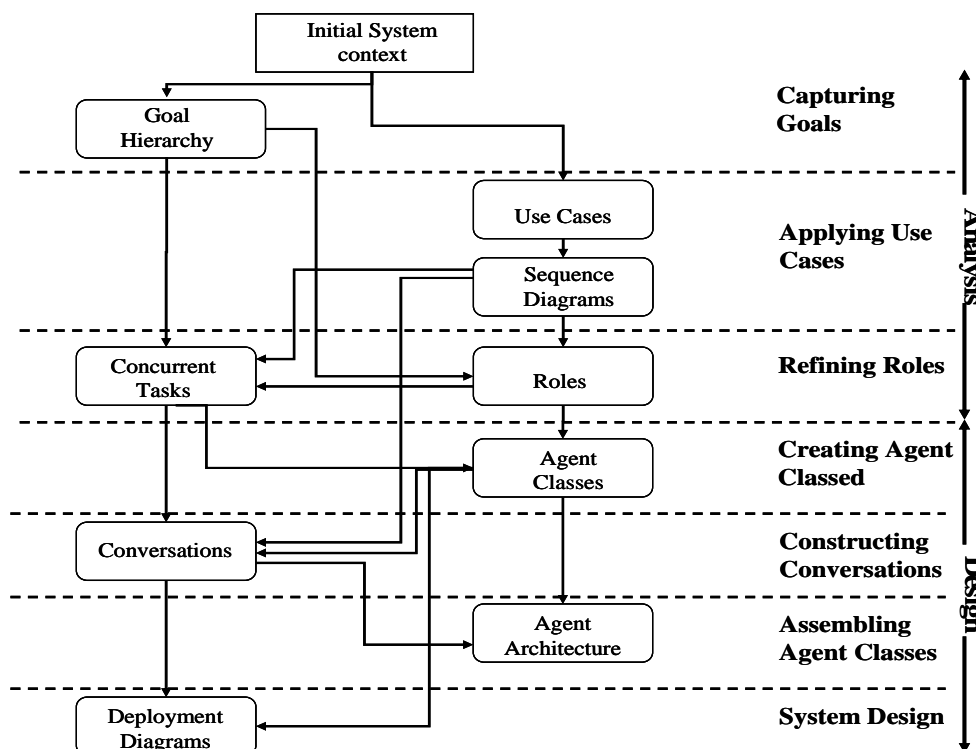 Initial System
context
Capturing
Goals
Goal
Hierarchy
Use Cases
Applying Use
Cases
Sequence
Diagrams
Analysis
Concurrent
Tasks
Roles
Refining Roles
Agent
Classes
Creating Agent
Classed
Conversations
Constructing
Conversations
Design
Agent
Architecture
Assembling
Agent Classes
Deployment
Diagrams
System Design